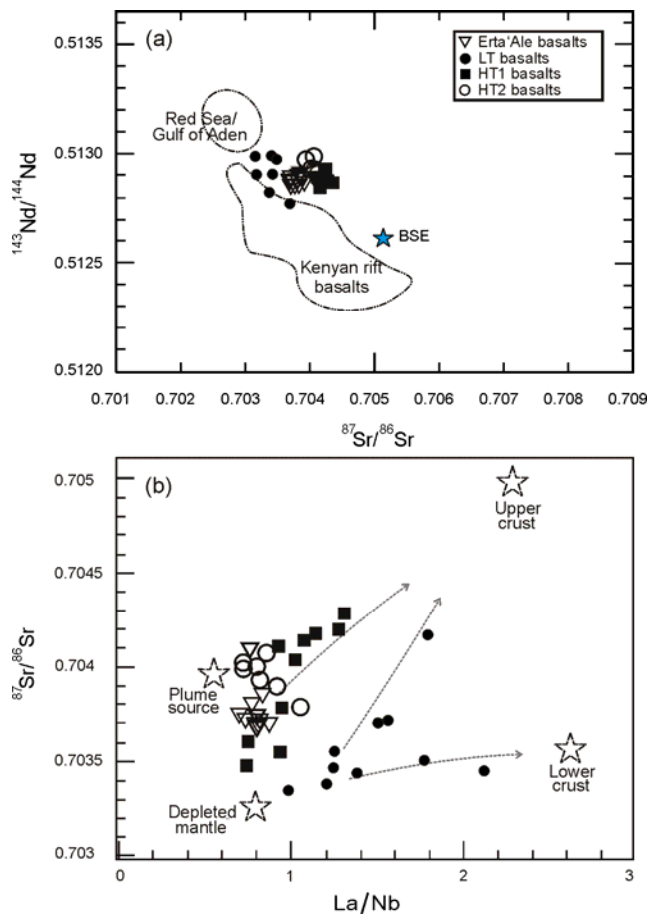 (a)
Erta'Ale basalts
LT basalts
HT1 basalts
HT2 basalts
Red Sea/
Gulf of Aden
BSE
Kenyan rift
basalts
0.5135
0.5130
0.5125
0.5120
¹⁴³Nd/¹⁴⁴Nd
0.701 0.702 0.703 0.704 0.705 0.706 0.707 0.708 0.709
⁸⁷Sr/⁸⁶Sr
(b)
Upper
crust
Plume
source
Lower
crust
Depleted
mantle
0.705
0.7045
0.704
0.7035
0.703
⁸⁷Sr/⁸⁶Sr
0 1 2 3
La/Nb